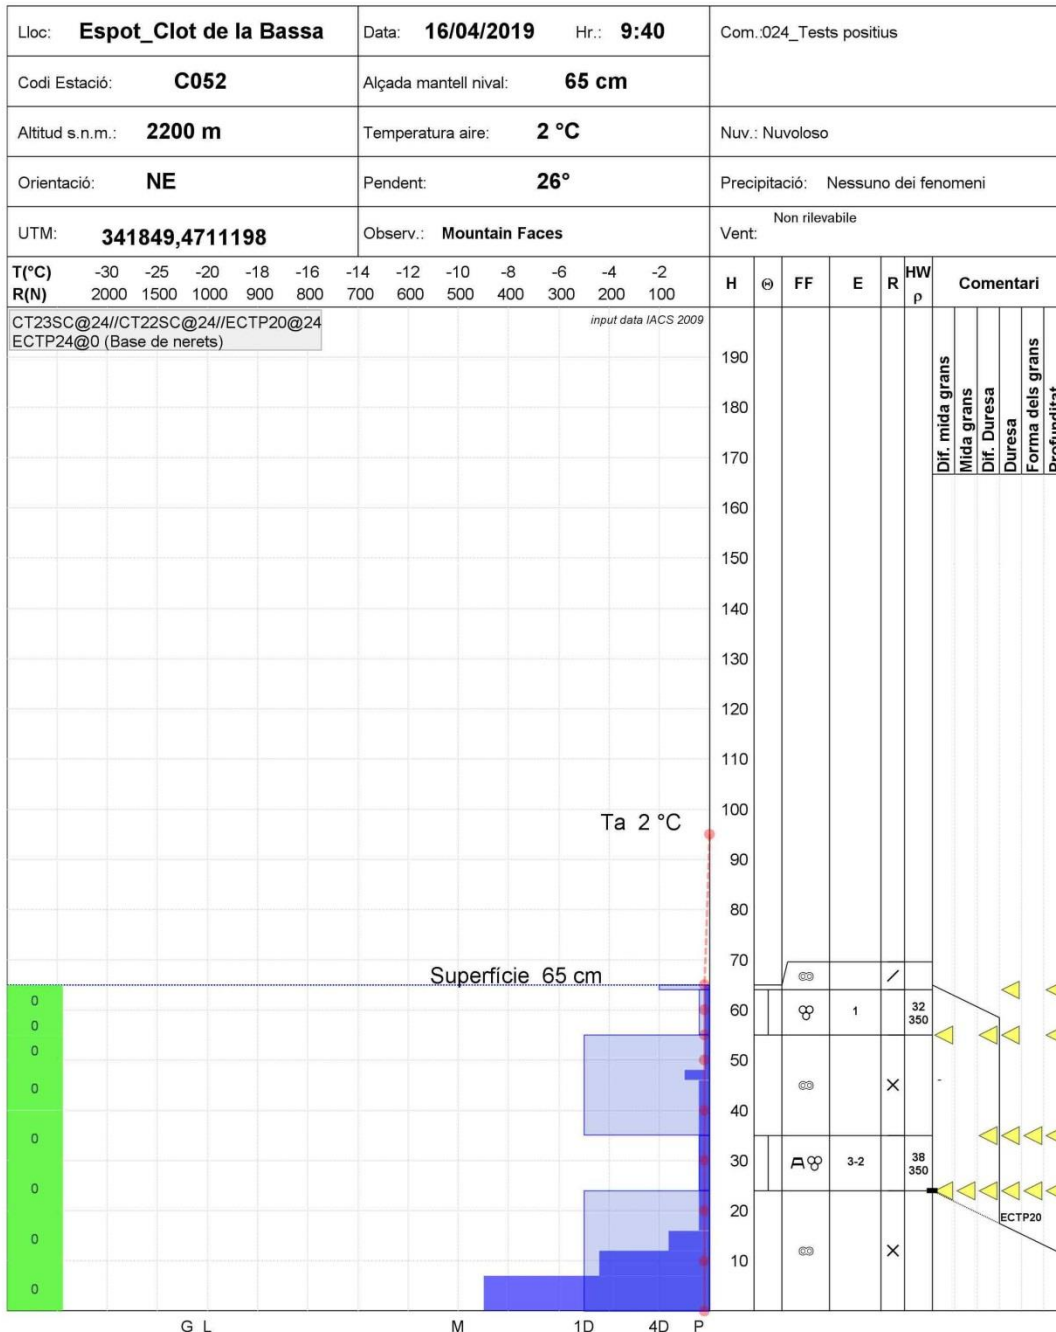 Lloc: Espot_Clot de la Bassa Data: 16/04/2019 Hr.: 9:40 Com.:024_Tests positius
Codi Estació: C052 Alçada mantell nival: 65 cm
Altitud s.n.m.: 2200 m Temperatura aire: 2 °C Nuv.: Nuvoloso
Orientació: NE Pendent: 26° Precipitació: Nessuno dei fenomeni
UTM: 341849,4711198 Observ.: Mountain Faces Vent: Non rilevabile
T(°C) -30 -25 -20 -18 -16 -14 -12 -10 -8 -6 -4 -2
R(N) 2000 1500 1000 900 800 700 600 500 400 300 200 100
H Θ FF E R HW ρ Comentari
CT23SC@24//CT22SC@24//ECTP20@24
ECTP24@0 (Base de nerets)
input data IACS 2009
Dif. mida grans
Mida grans
Dif. Duresa
Duresa
Forma dels grans
Profunditat
190
180
170
160
150
140
130
120
110
100
Ta 2 °C
90
80
70
Superfície 65 cm
0
60 1 32
350
0
0
50
0
40
0
30 3-2 38
350
0
20
ECTP20
0
10
0
G L M 1D 4D P